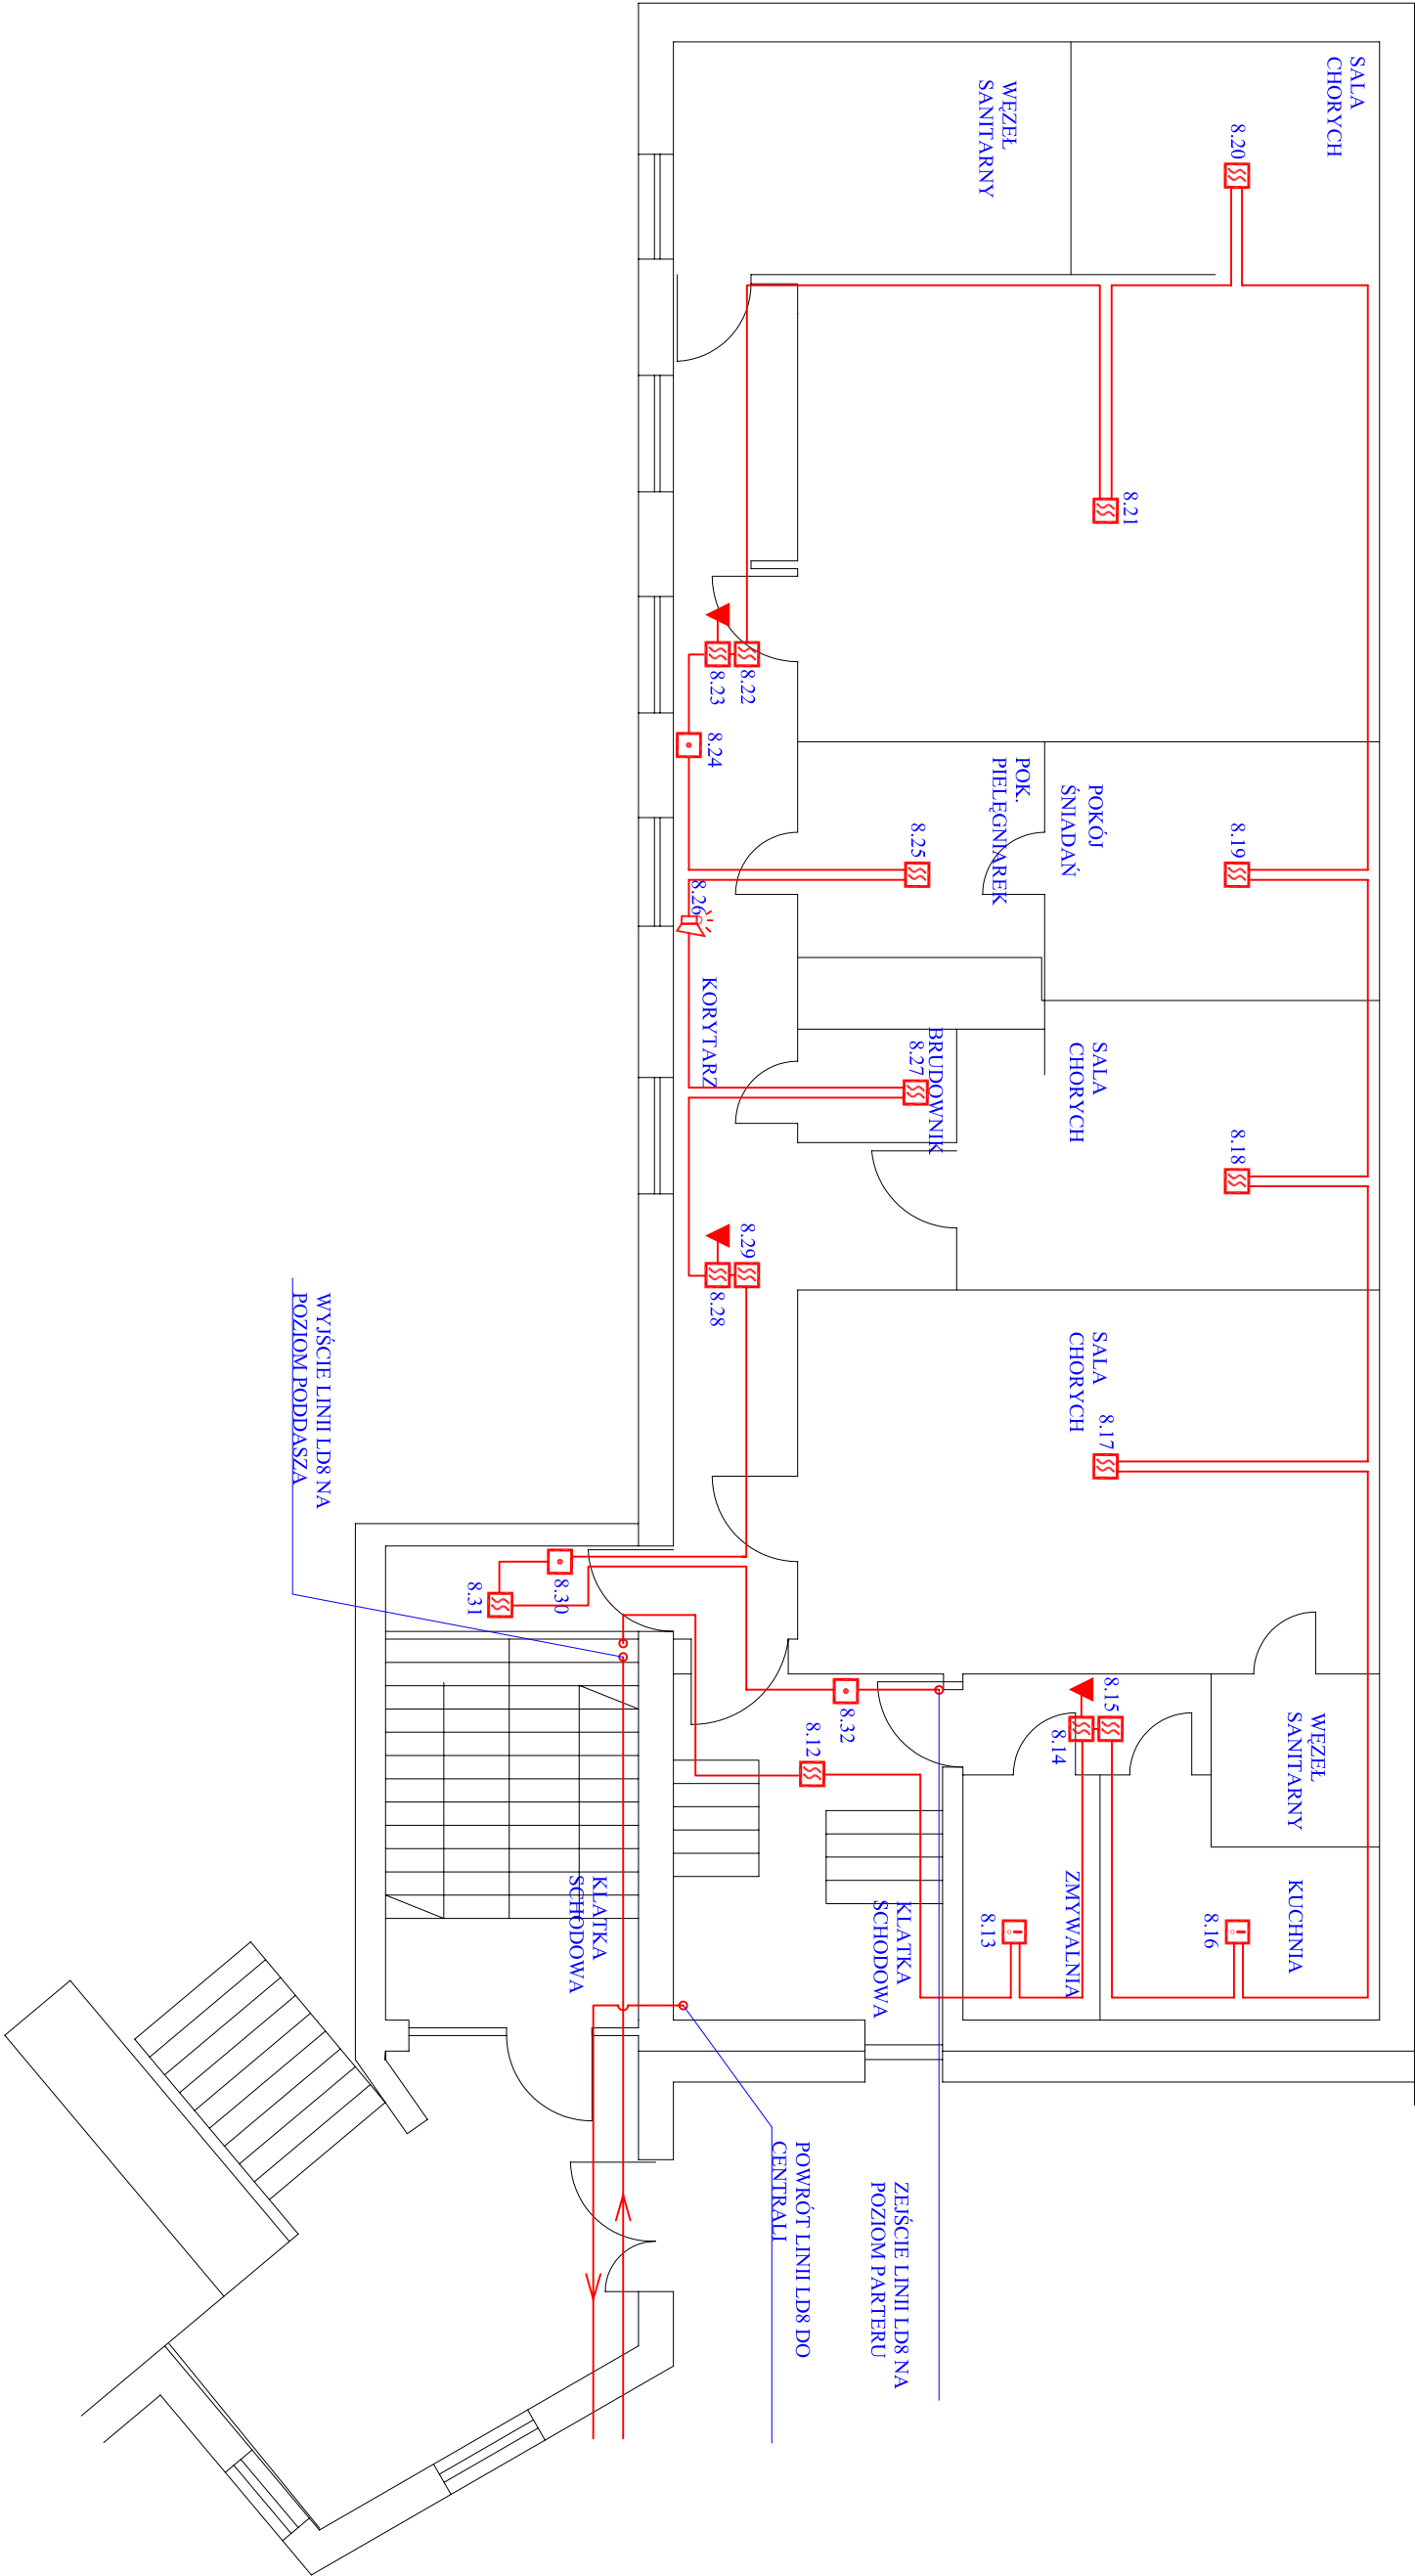 SALA
CHORYCH
8.20
WĘZEŁ
SANITARNY
8.21
8.22
8.23
8.24
POKÓJ
ŚNIADAŃ
8.19
POK.
PIELĘGNIAREK
8.25
8.26
KORYTARZ
BRUDOWNIK
8.27
SALA
CHORYCH
8.18
8.29
8.28
SALA
CHORYCH
8.17
WYJŚCIE LINII LD8 NA
POZIOM PODDASZA
8.30
8.31
8.32
8.12
8.15
8.14
WĘZEŁ
SANITARNY
KUCHNIA
8.16
ZMYWALNIA
8.13
KLATKA
SCHODOWA
KLATKA
SCHODOWA
POWRÓT LINII LD8 DO
CENTRALI
ZEJŚCIE LINII LD8 NA
POZIOM PARTERU